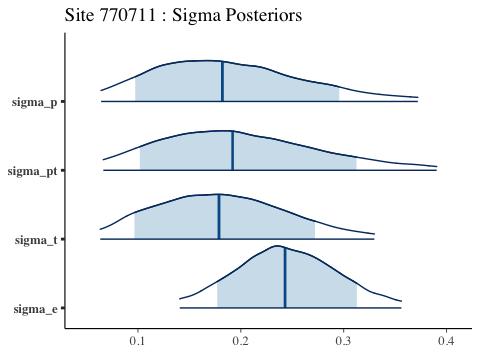 Site 770711 : Sigma Posteriors
sigma_p
sigma_pt
sigma_t
sigma_e
0.1 0.2 0.3 0.4